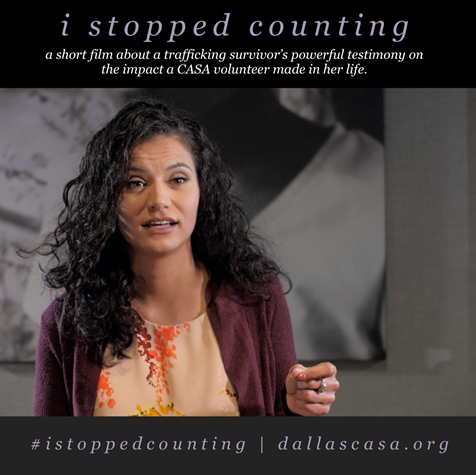 i stopped counting
a short film about a trafficking survivor's powerful testimony on
the impact a CASA volunteer made in her life.
#istoppedcounting | dallascasa.org